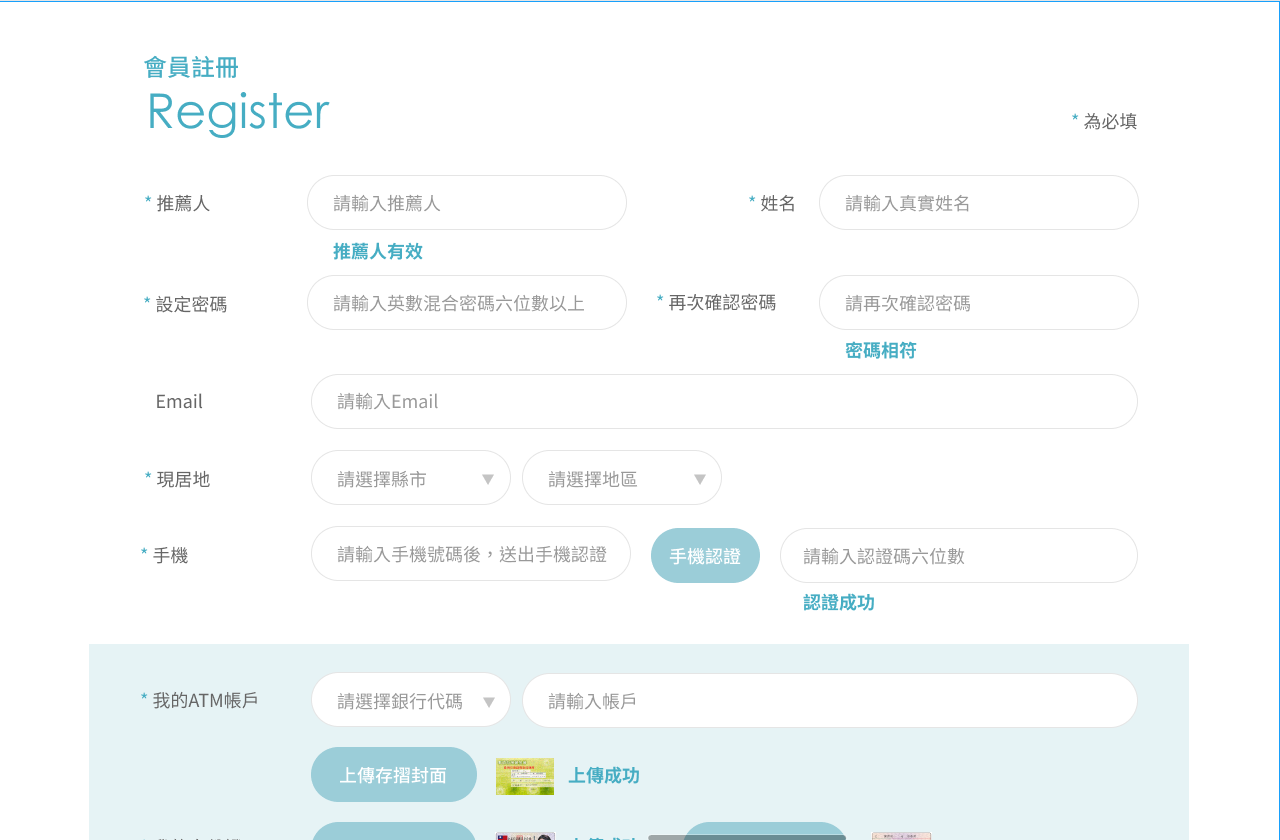 會員註冊
Register
* 為必填
* 推薦人 請輸入推薦人 * 姓名 請輸入真實姓名
推薦人有效
* 設定密碼 請輸入英數混合密碼六位數以上 * 再次確認密碼 請再次確認密碼
密碼相符
Email 請輸入Email
* 現居地 請選擇縣市 ▼ 請選擇地區 ▼
* 手機 請輸入手機號碼後，送出手機認證 手機認證 請輸入認證碼六位數
認證成功
* 我的ATM帳戶 請選擇銀行代碼 ▼ 請輸入帳戶
上傳存摺封面 上傳成功